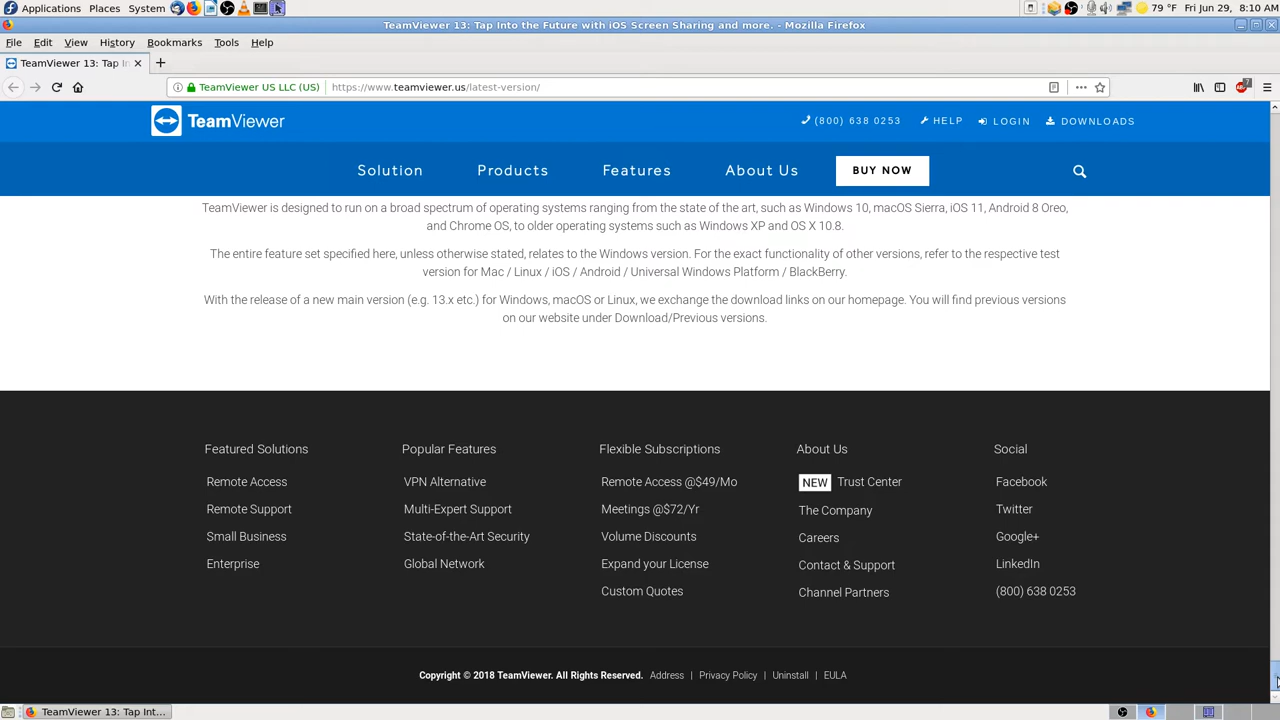 Applications Places System 79 °F Fri Jun 29, 8:10 AM
TeamViewer 13: Tap Into the Future with iOS Screen Sharing and more. - Mozilla Firefox
File Edit View History Bookmarks Tools Help
TeamViewer 13: Tap In
TeamViewer US LLC (US) https://www.teamviewer.us/latest-version/ 7
TeamViewer (800) 638 0253 HELP LOGIN DOWNLOADS
Solution Products Features About Us BUY NOW
TeamViewer is designed to run on a broad spectrum of operating systems ranging from the state of the art, such as Windows 10, macOS Sierra, iOS 11, Android 8 Oreo,
and Chrome OS, to older operating systems such as Windows XP and OS X 10.8.
The entire feature set specified here, unless otherwise stated, relates to the Windows version. For the exact functionality of other versions, refer to the respective test
version for Mac / Linux / iOS / Android / Universal Windows Platform / BlackBerry.
With the release of a new main version (e.g. 13.x etc.) for Windows, macOS or Linux, we exchange the download links on our homepage. You will find previous versions
on our website under Download/Previous versions.
Featured Solutions
Remote Access
Remote Support
Small Business
Enterprise
Popular Features
VPN Alternative
Multi-Expert Support
State-of-the-Art Security
Global Network
Flexible Subscriptions
Remote Access @$49/Mo
Meetings @$72/Yr
Volume Discounts
Expand your License
Custom Quotes
About Us
NEW Trust Center
The Company
Careers
Contact & Support
Channel Partners
Social
Facebook
Twitter
Google+
LinkedIn
(800) 638 0253
Copyright © 2018 TeamViewer. All Rights Reserved. Address | Privacy Policy | Uninstall | EULA
TeamViewer 13: Tap Int...